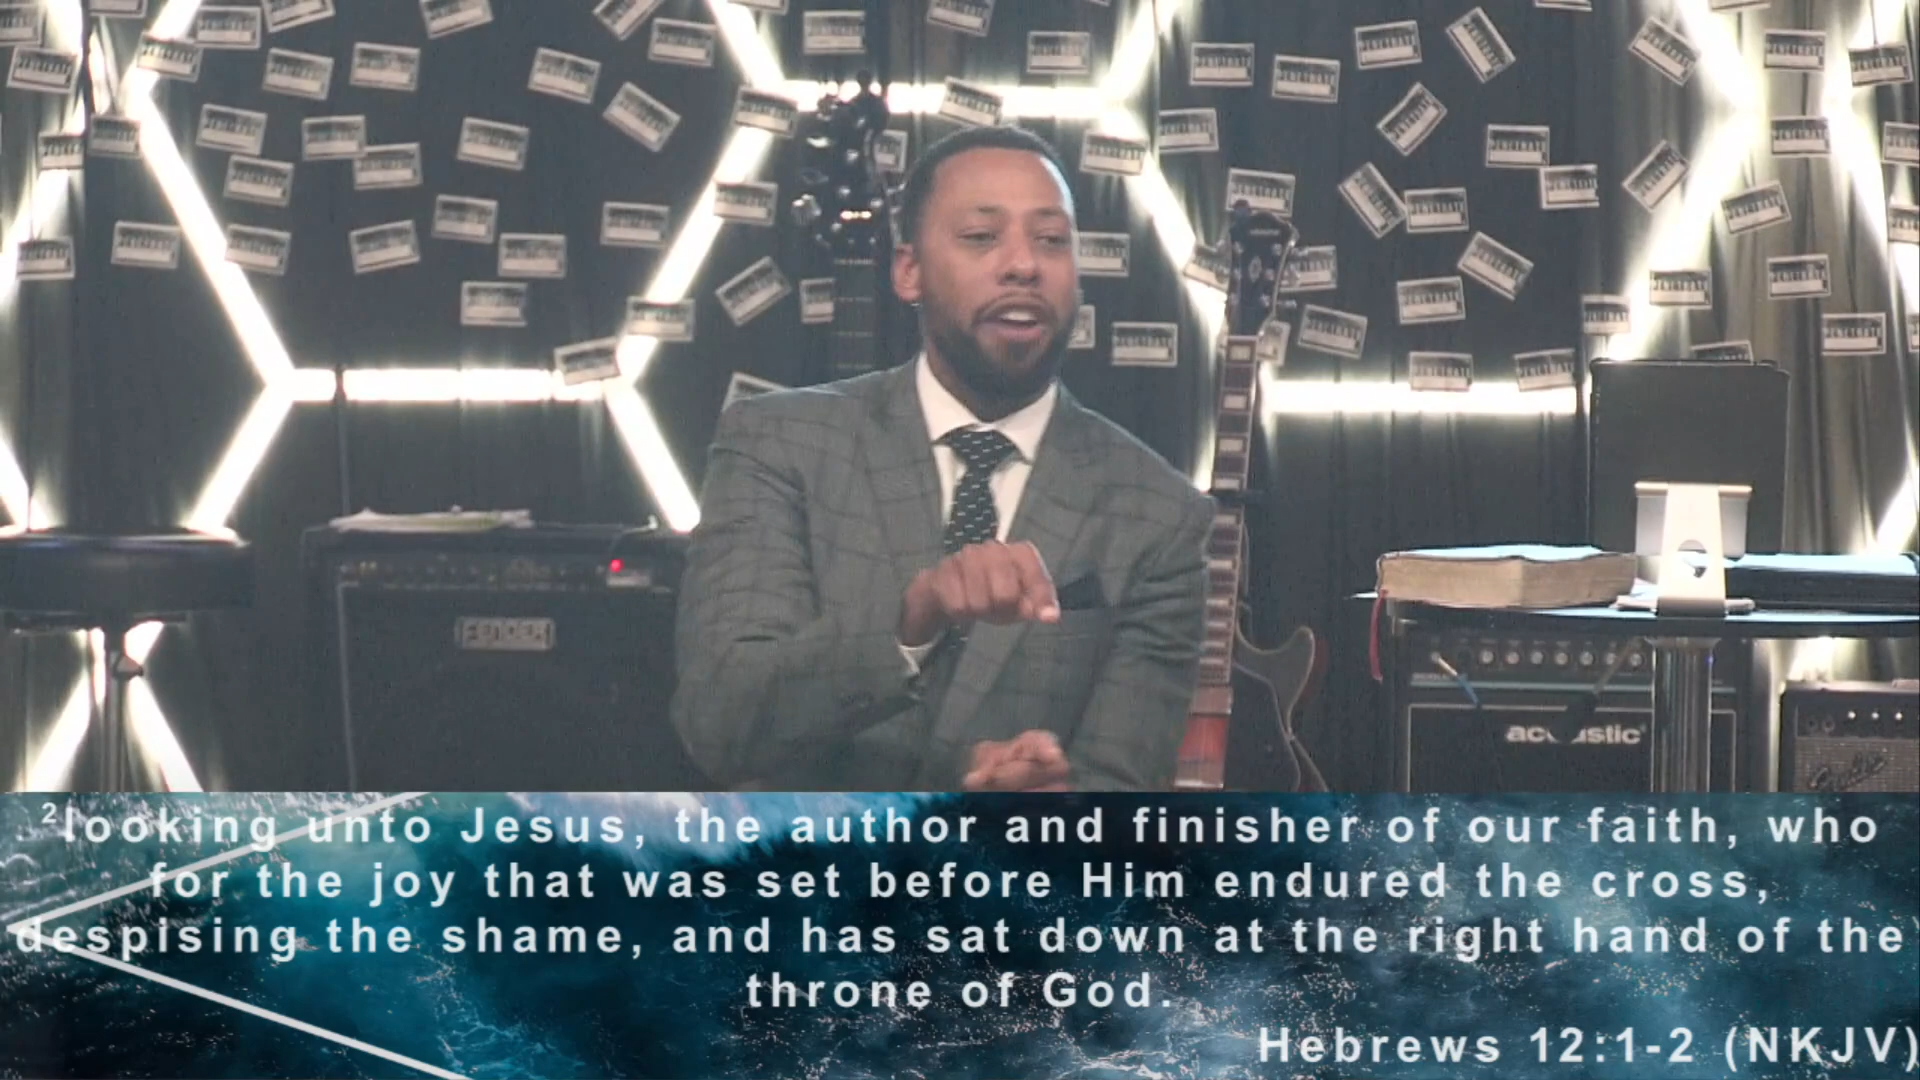 PENETRATE
FENDER
acoustic
Fender
²looking unto Jesus, the author and finisher of our faith, who
for the joy that was set before Him endured the cross,
despising the shame, and has sat down at the right hand of the
throne of God.
Hebrews 12:1-2 (NKJV)